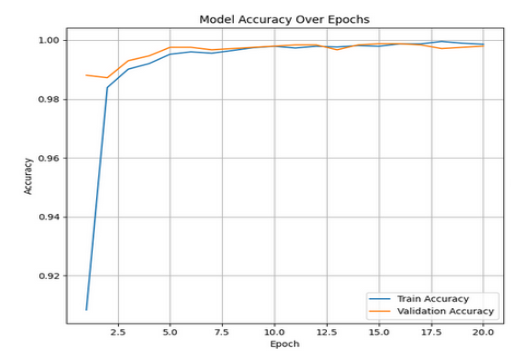 Model Accuracy Over Epochs
1.00
0.98
0.96
0.94
0.92
Accuracy
2.5 5.0 7.5 10.0 12.5 15.0 17.5 20.0
Epoch
Train Accuracy
Validation Accuracy